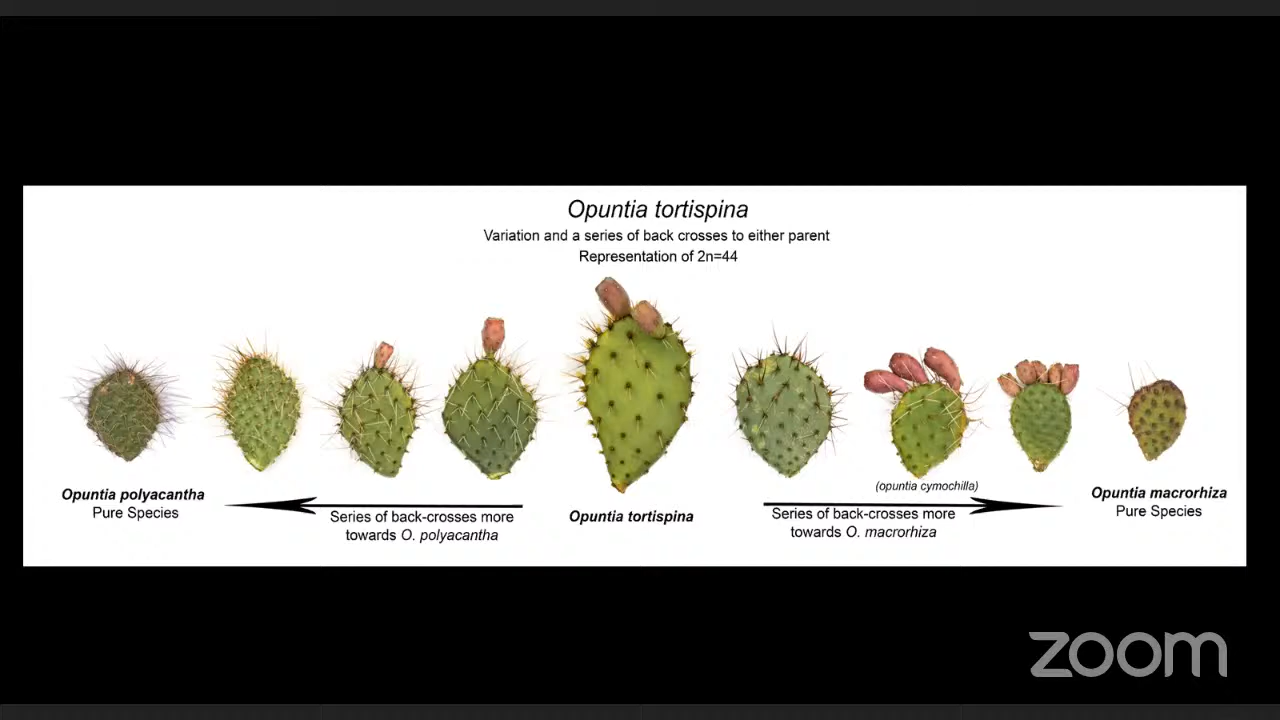 Opuntia tortispina
Variation and a series of back crosses to either parent
Representation of 2n=44
Opuntia polyacantha
Pure Species
Series of back-crosses more
towards O. polyacantha
Opuntia tortispina
(opuntia cymochilla)
Series of back-crosses more
towards O. macrorhiza
Opuntia macrorhiza
Pure Species
zoom